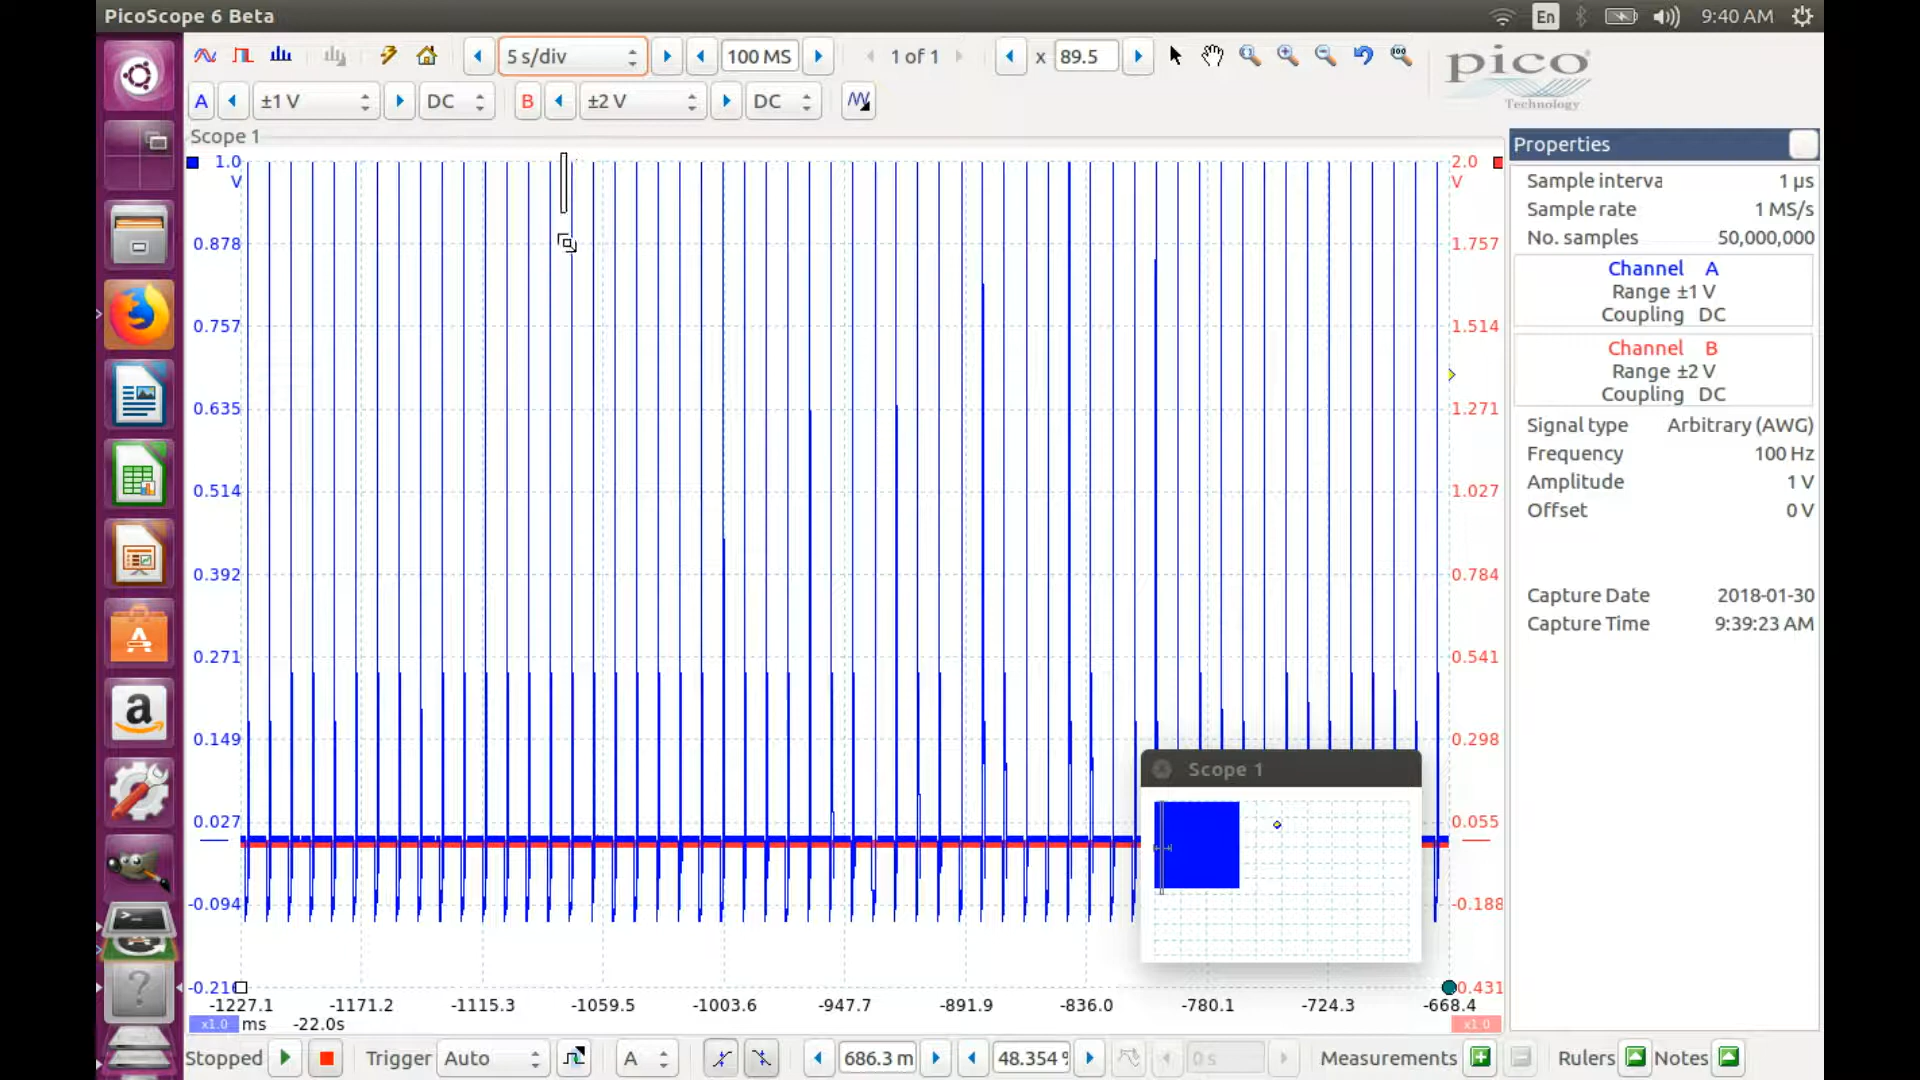 PicoScope 6 Beta
En
9:40 AM
5 s/div
100 MS
1 of 1
x 89.5
pico
Technology
A
±1 V
DC
B
±2 V
DC
Scope 1
1.0
V
0.878
0.757
0.635
0.514
0.392
0.271
0.149
0.027
-0.094
-0.216
2.0
V
1.757
1.514
1.271
1.027
0.784
0.541
0.298
0.055
-0.188
0.431
-1227.1 -1171.2 -1115.3 -1059.5 -1003.6 -947.7 -891.9 -836.0 -780.1 -724.3 -668.4
x1.0 ms -22.0s
x1.0
Scope 1
Properties
Sample interva 1 µs
Sample rate 1 MS/s
No. samples 50,000,000
Channel A
Range ±1 V
Coupling DC
Channel B
Range ±2 V
Coupling DC
Signal type Arbitrary (AWG)
Frequency 100 Hz
Amplitude 1 V
Offset 0 V
Capture Date 2018-01-30
Capture Time 9:39:23 AM
Stopped Trigger Auto A 686.3 m 48.354 0 s Measurements Rulers Notes